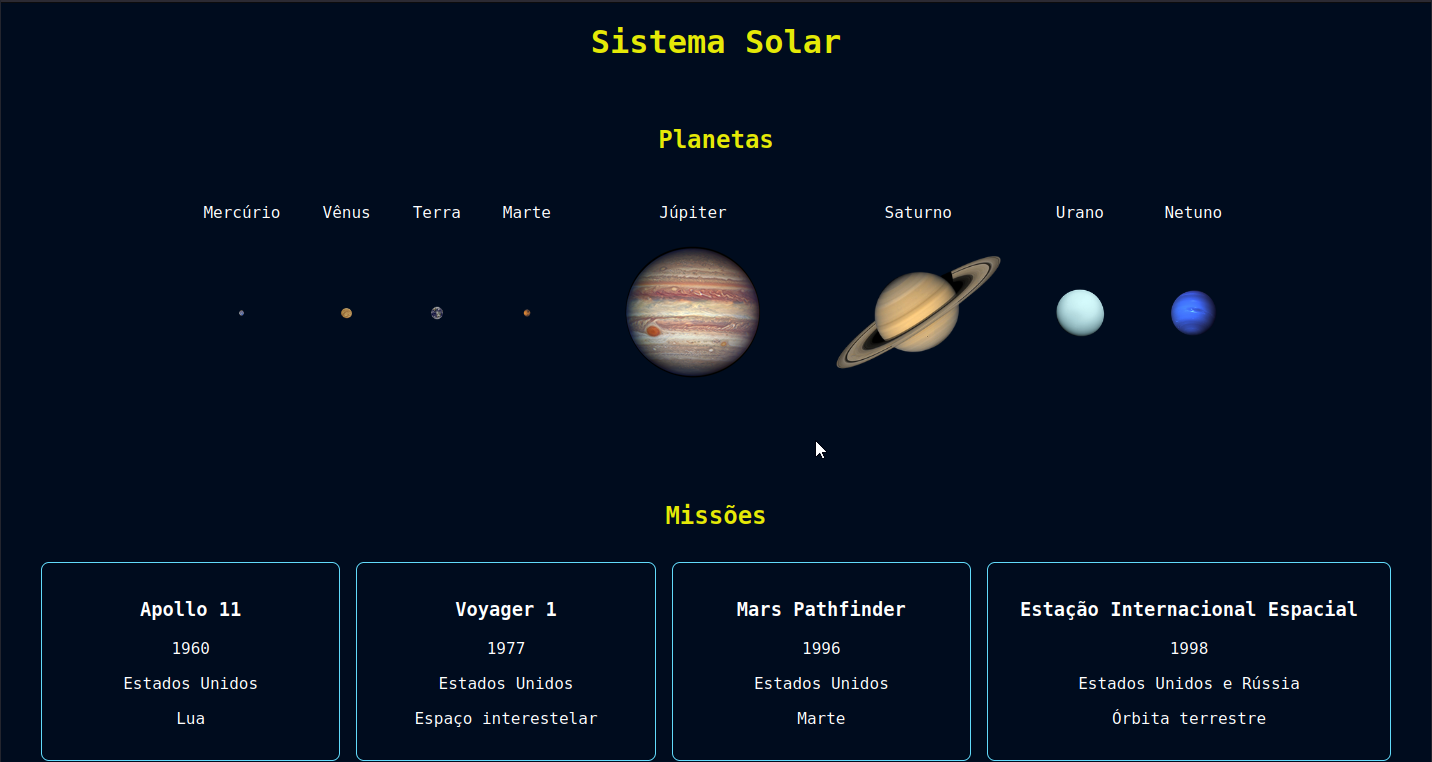 Sistema Solar
Planetas
Mercúrio Vênus Terra Marte Júpiter Saturno Urano Netuno
Missões
Apollo 11
1960
Estados Unidos
Lua
Voyager 1
1977
Estados Unidos
Espaço interestelar
Mars Pathfinder
1996
Estados Unidos
Marte
Estação Internacional Espacial
1998
Estados Unidos e Rússia
Órbita terrestre